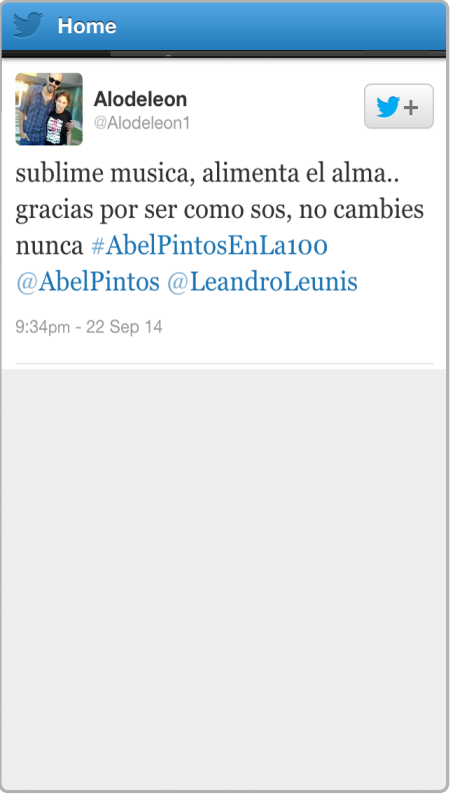 Home
Alodeleon
@Alodeleon1
sublime musica, alimenta el alma..
gracias por ser como sos, no cambies
nunca #AbelPintosEnLa100
@AbelPintos @LeandroLeunis
9:34pm - 22 Sep 14